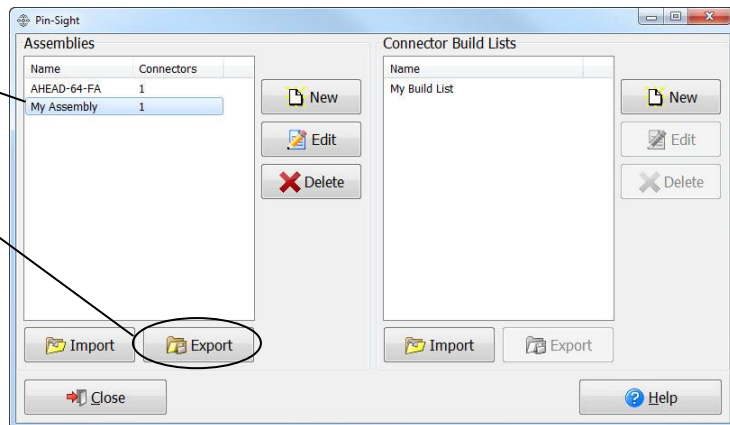 Pin-Sight
Assemblies
Name Connectors
AHEAD-64-FA 1
My Assembly 1
New
Edit
Delete
Import Export
Connector Build Lists
Name
My Build List
New
Edit
Delete
Import Export
Close
Help